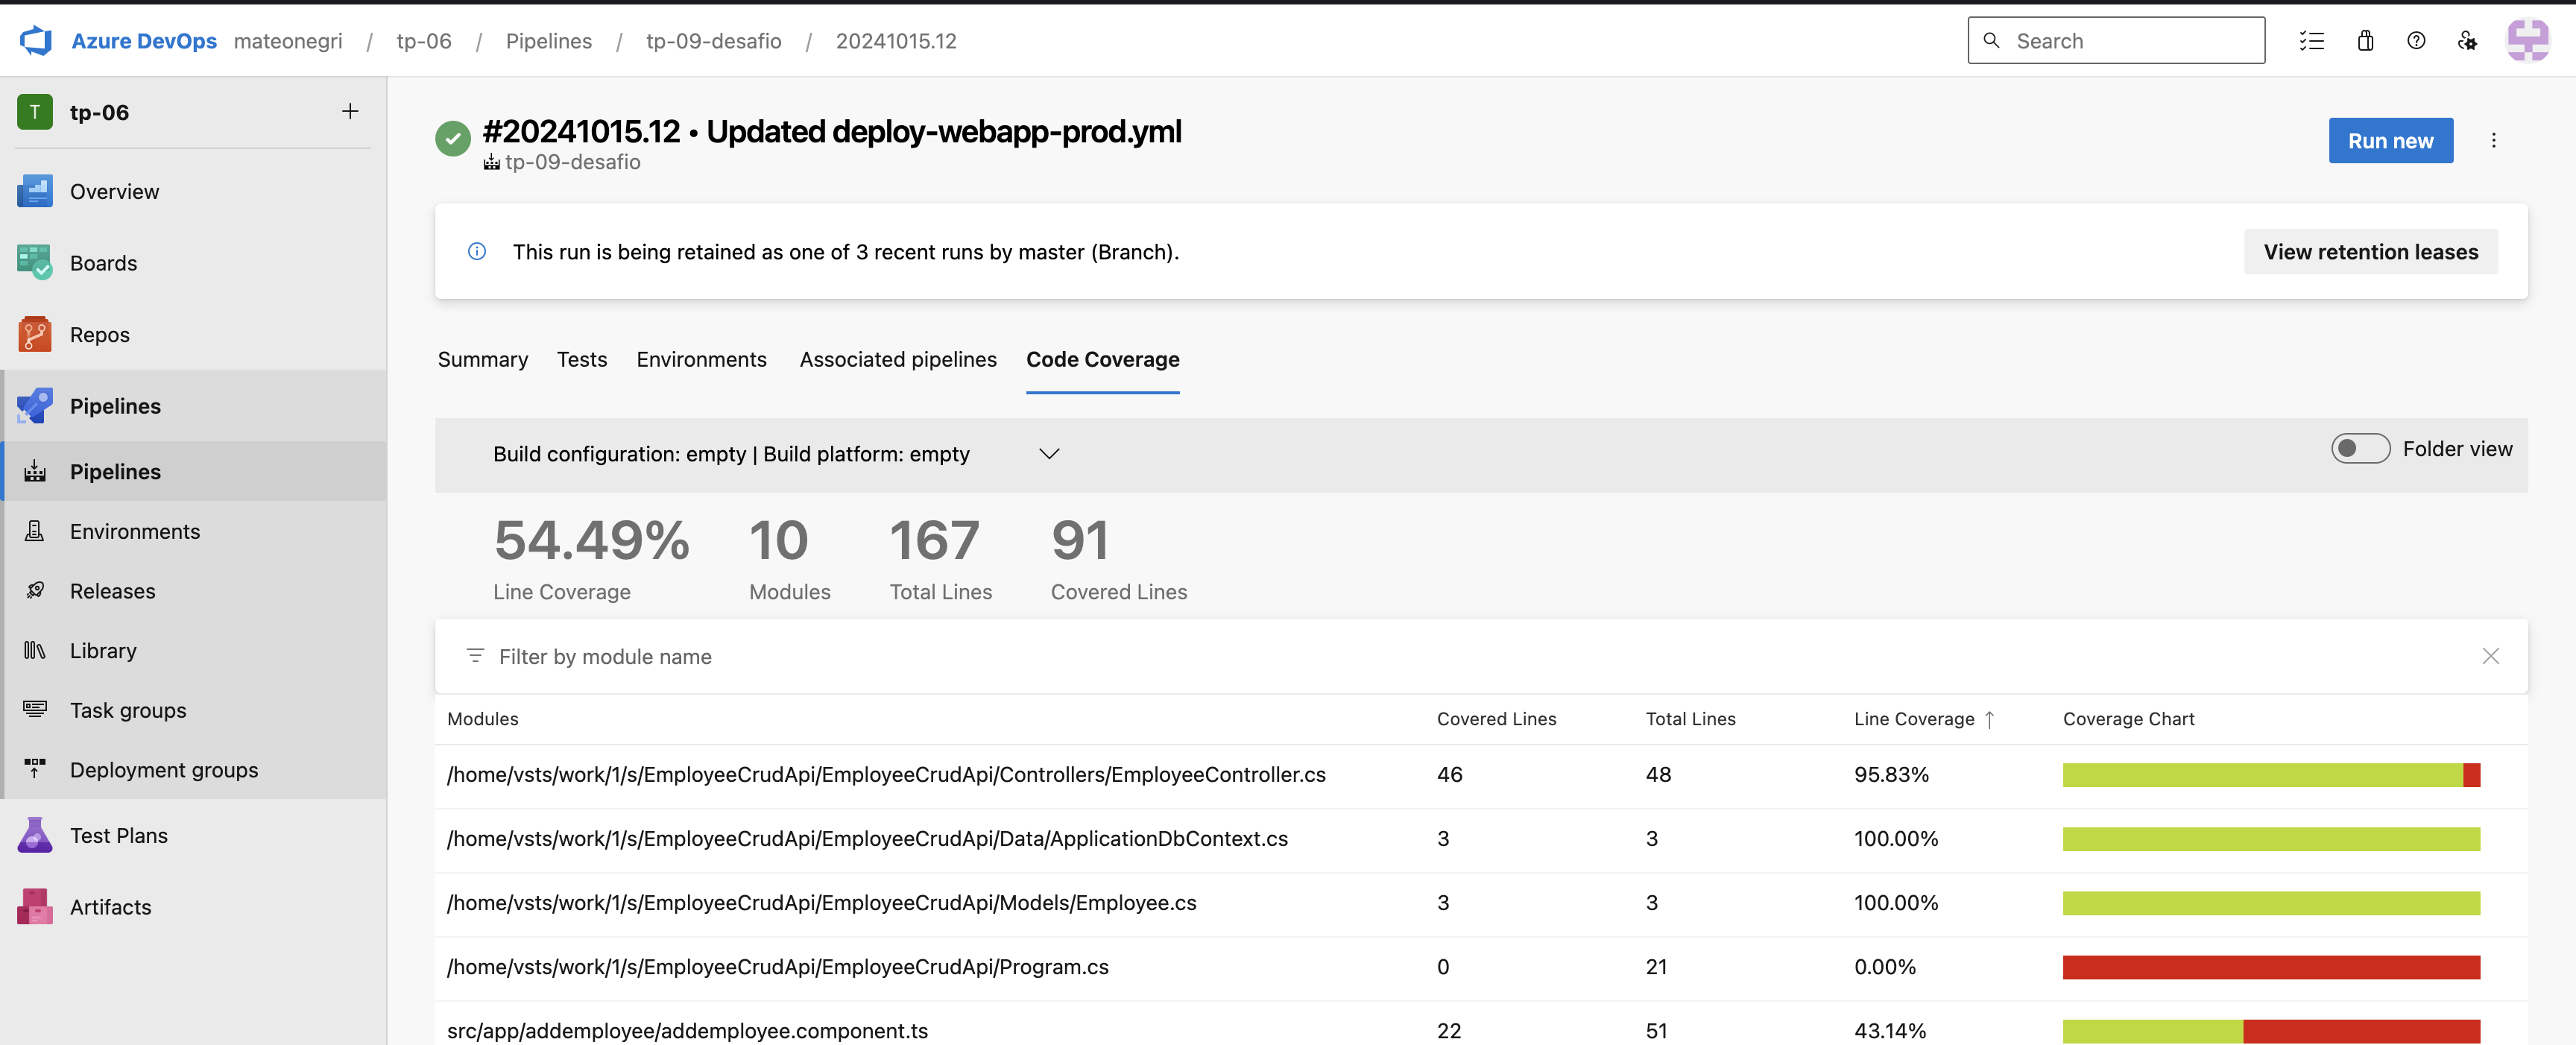 Azure DevOps mateonegri / tp-06 / Pipelines / tp-09-desafio / 20241015.12
Search
T tp-06
Overview
Boards
Repos
Pipelines
Pipelines
Environments
Releases
Library
Task groups
Deployment groups
Test Plans
Artifacts
#20241015.12 • Updated deploy-webapp-prod.yml
tp-09-desafio
Run new
This run is being retained as one of 3 recent runs by master (Branch).
View retention leases
Summary Tests Environments Associated pipelines Code Coverage
Build configuration: empty | Build platform: empty
Folder view
54.49% 10 167 91
Line Coverage Modules Total Lines Covered Lines
Filter by module name
Modules Covered Lines Total Lines Line Coverage ↑ Coverage Chart
/home/vsts/work/1/s/EmployeeCrudApi/EmployeeCrudApi/Controllers/EmployeeController.cs 46 48 95.83%
/home/vsts/work/1/s/EmployeeCrudApi/EmployeeCrudApi/Data/ApplicationDbContext.cs 3 3 100.00%
/home/vsts/work/1/s/EmployeeCrudApi/EmployeeCrudApi/Models/Employee.cs 3 3 100.00%
/home/vsts/work/1/s/EmployeeCrudApi/EmployeeCrudApi/Program.cs 0 21 0.00%
src/app/addemployee/addemployee.component.ts 22 51 43.14%